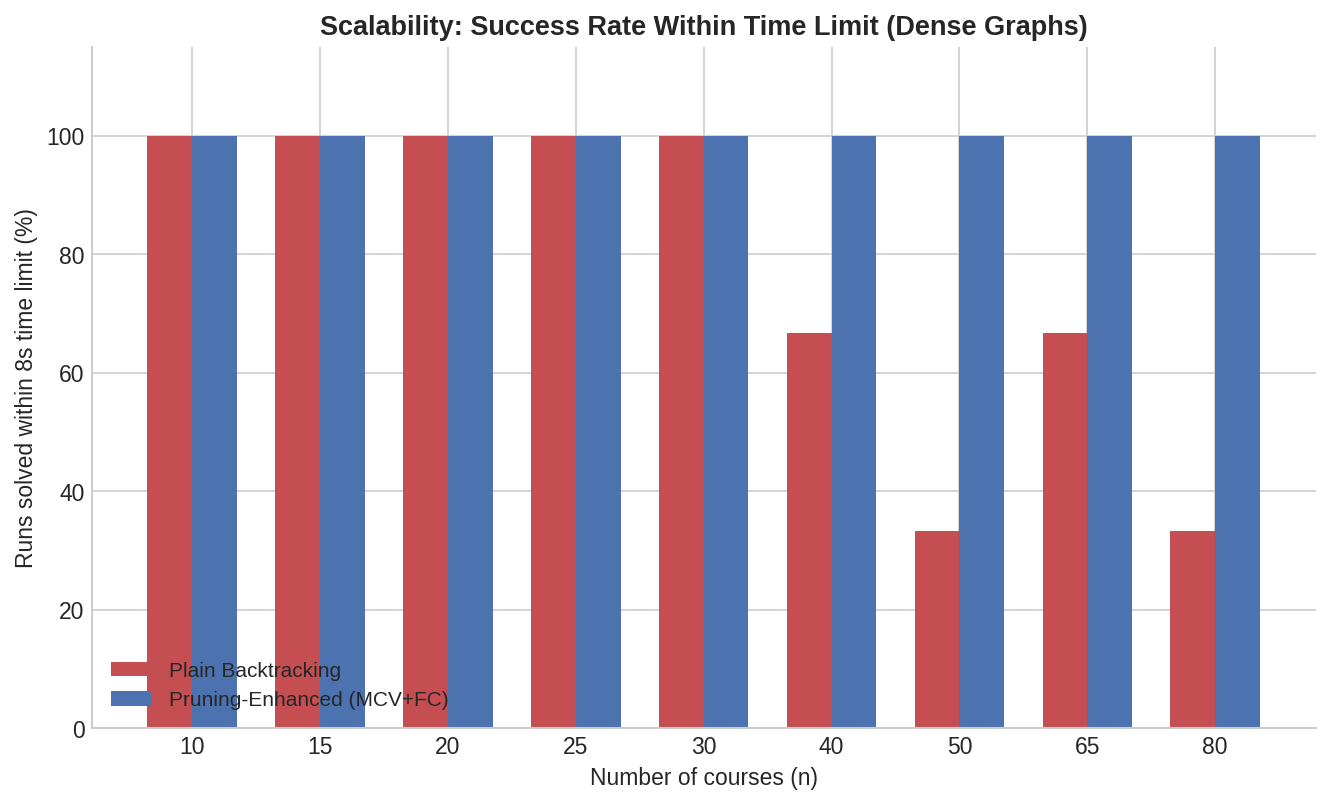 Scalability: Success Rate Within Time Limit (Dense Graphs)
Runs solved within 8s time limit (%)
100
80
60
40
20
0
Plain Backtracking
Pruning-Enhanced (MCV+FC)
10 15 20 25 30 40 50 65 80
Number of courses (n)